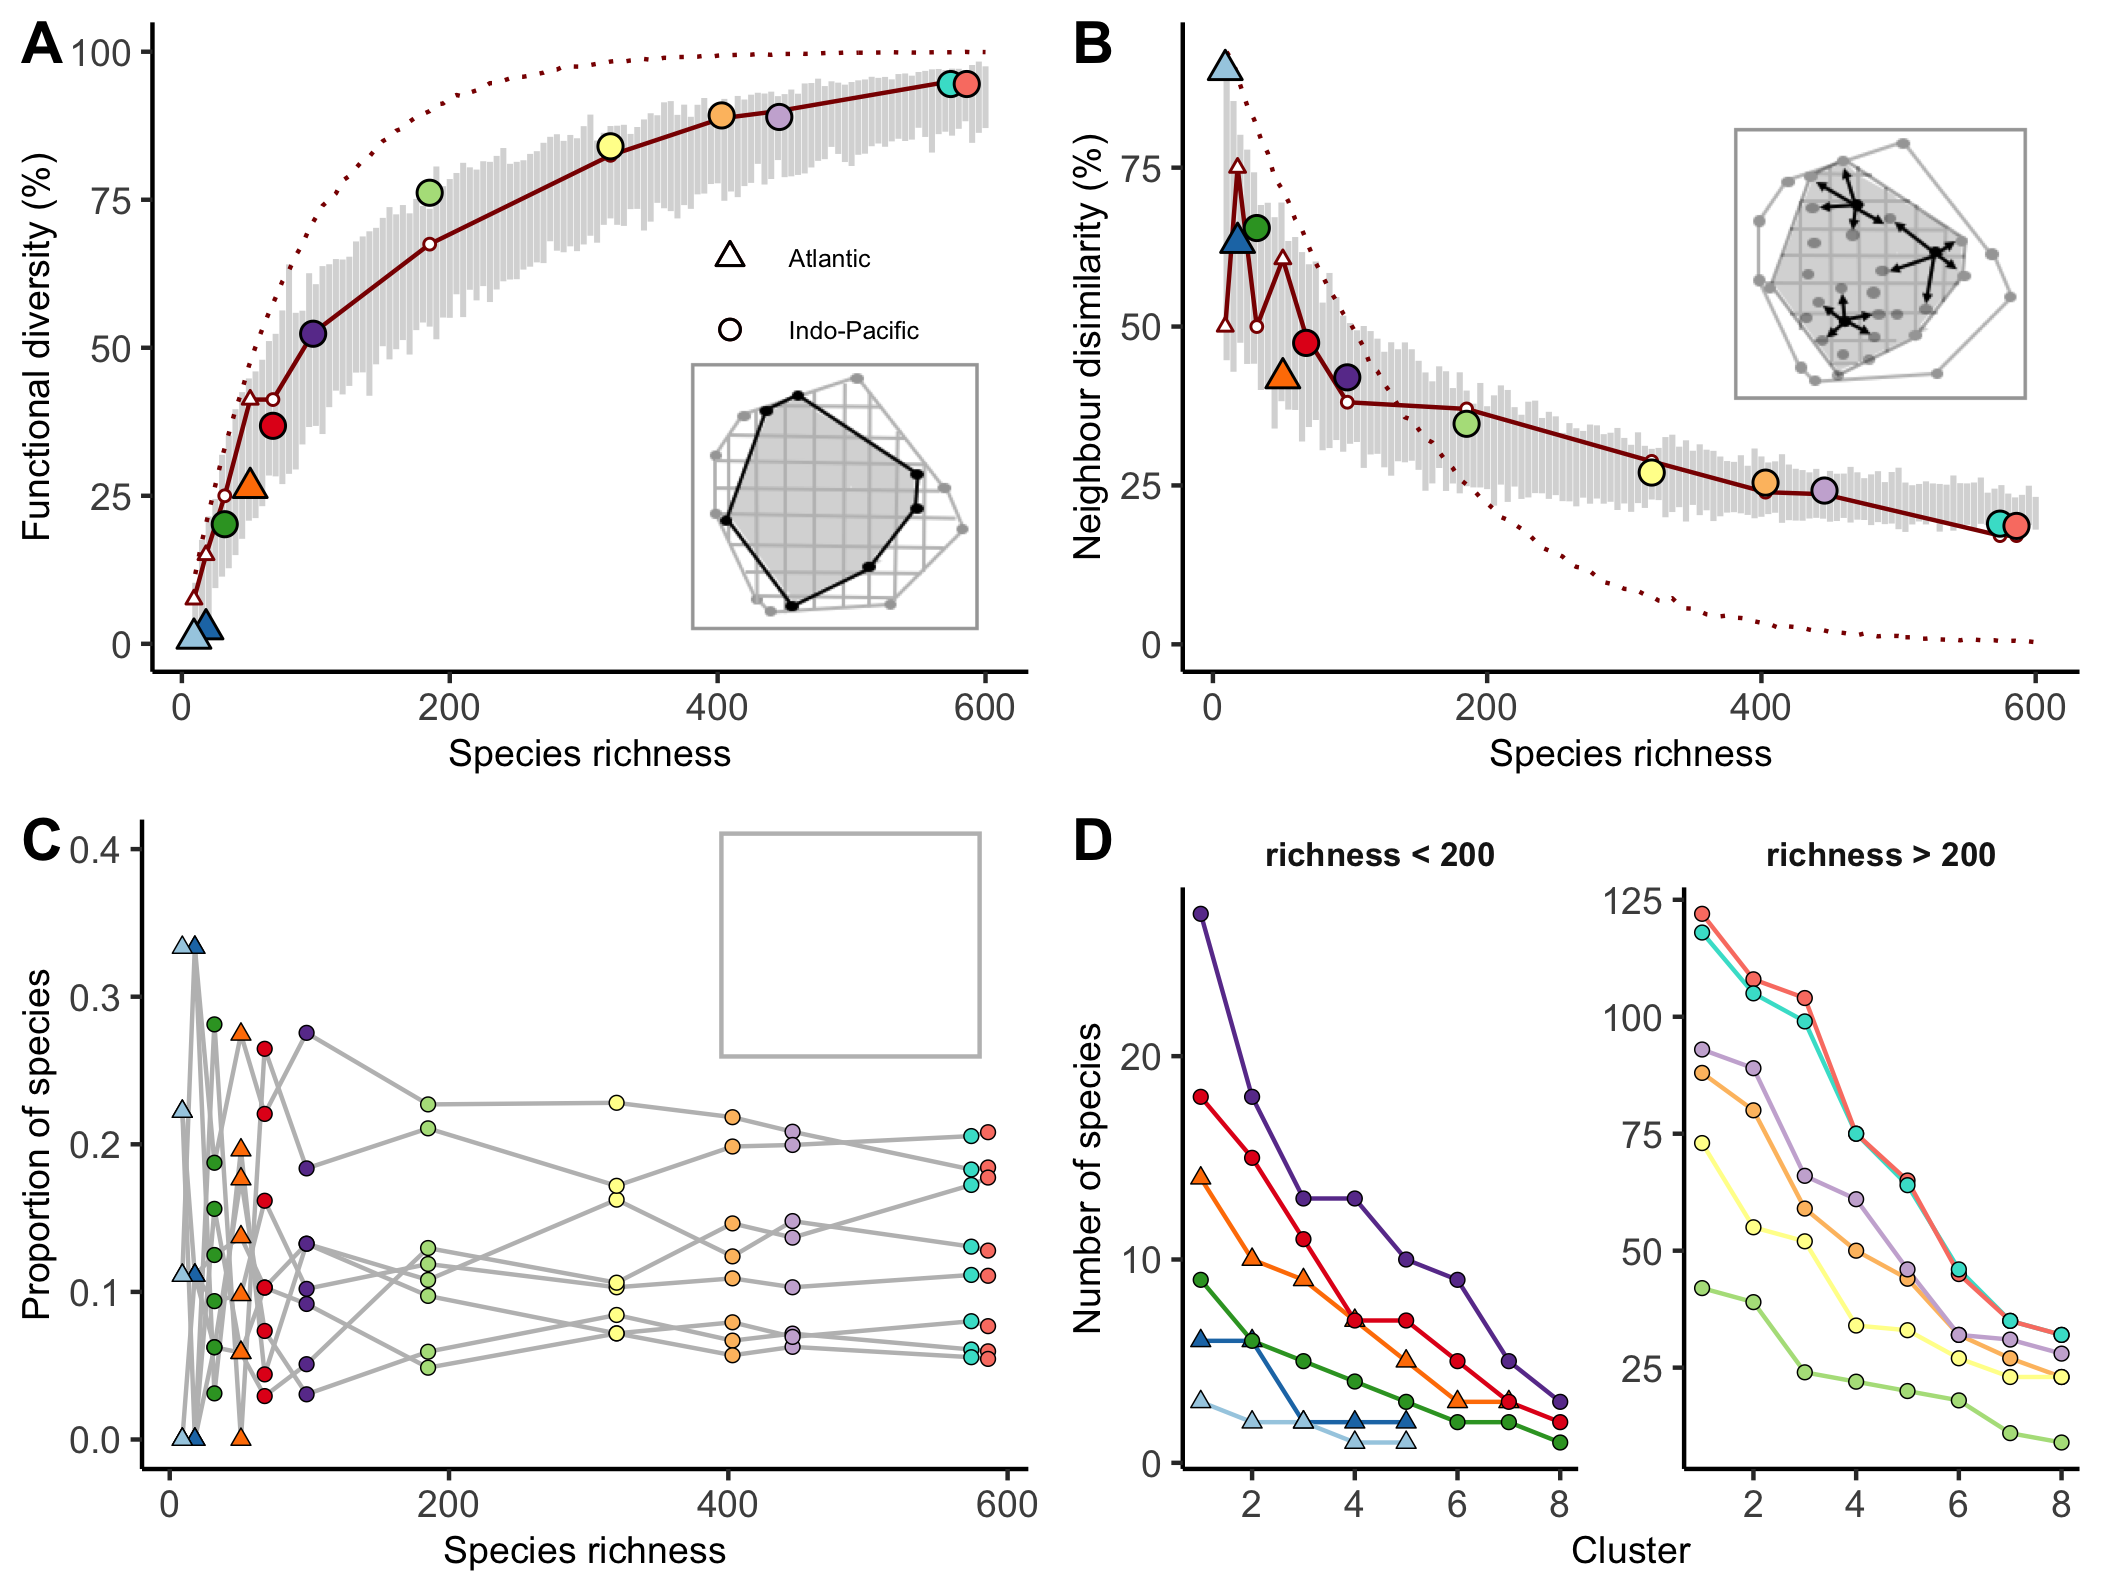 A
100
75
50
25
0
Functional diversity (%)
Atlantic
Indo-Pacific
0 200 400 600
Species richness
B
75
50
25
0
Neighbour disimilarity (%)
0 200 400 600
Species richness
C
0.4
0.3
0.2
0.1
0.0
Proportion of species
0 200 400 600
Species richness
D
richness < 200
richness > 200
20
10
0
Number of species
125
100
75
50
25
2 4 6 8
2 4 6 8
Cluster